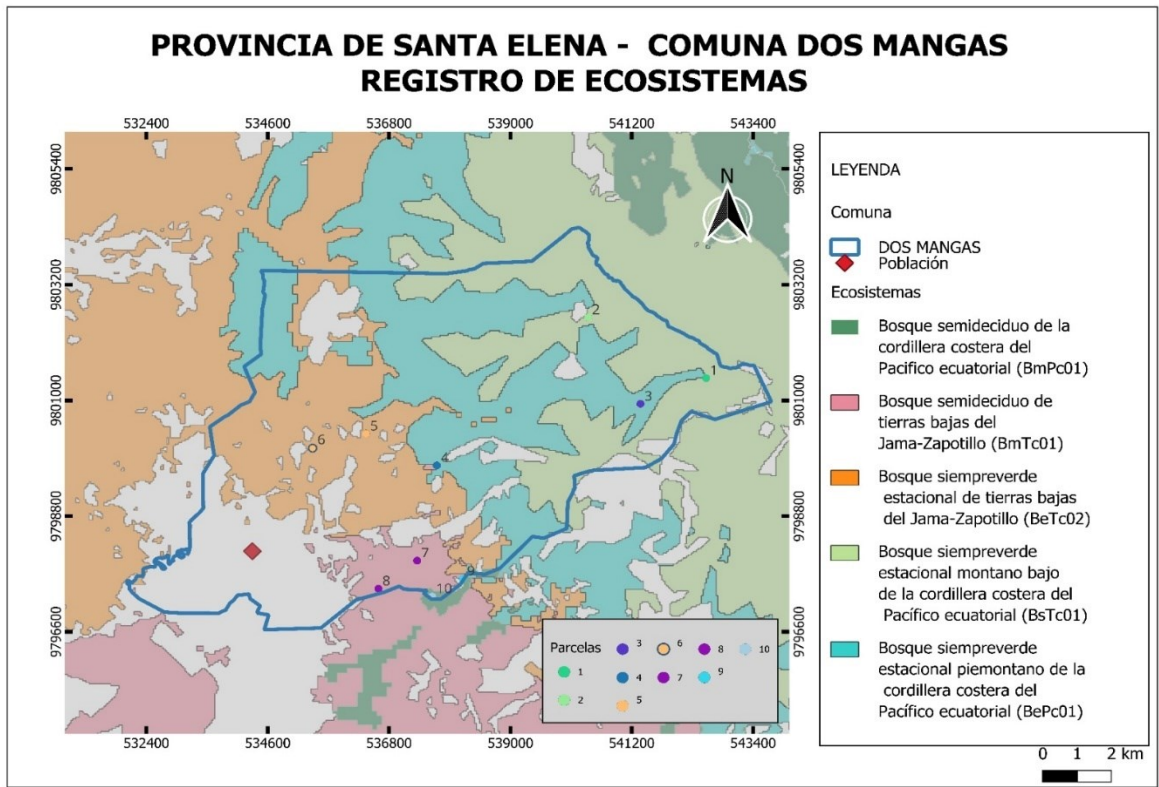 PROVINCIA DE SANTA ELENA - COMUNA DOS MANGAS
REGISTRO DE ECOSISTEMAS
532400 534600 536800 539000 541200 543400
9805400 9805400
9803200 9803200
9801000 9801000
9798800 9798800
9796600 9796600
N
2
1
3
5
6
4
7
9
8
10
Parcelas
1
2
3
4
5
6
7
8
9
10
532400 534600 536800 539000 541200 543400
LEYENDA
Comuna
DOS MANGAS
Población
Ecosistemas
Bosque semideciduo de la
cordillera costera del
Pacifico ecuatorial (BmPc01)
Bosque semideciduo de
tierras bajas del
Jama-Zapotillo (BmTc01)
Bosque siempreverde
estacional de tierras bajas
del Jama-Zapotillo (BeTc02)
Bosque siempreverde
estacional montano bajo
de la cordillera costera del
Pacífico ecuatorial (BsTc01)
Bosque siempreverde
estacional piemontano de la
cordillera costera del
Pacífico ecuatorial (BePc01)
0 1 2 km